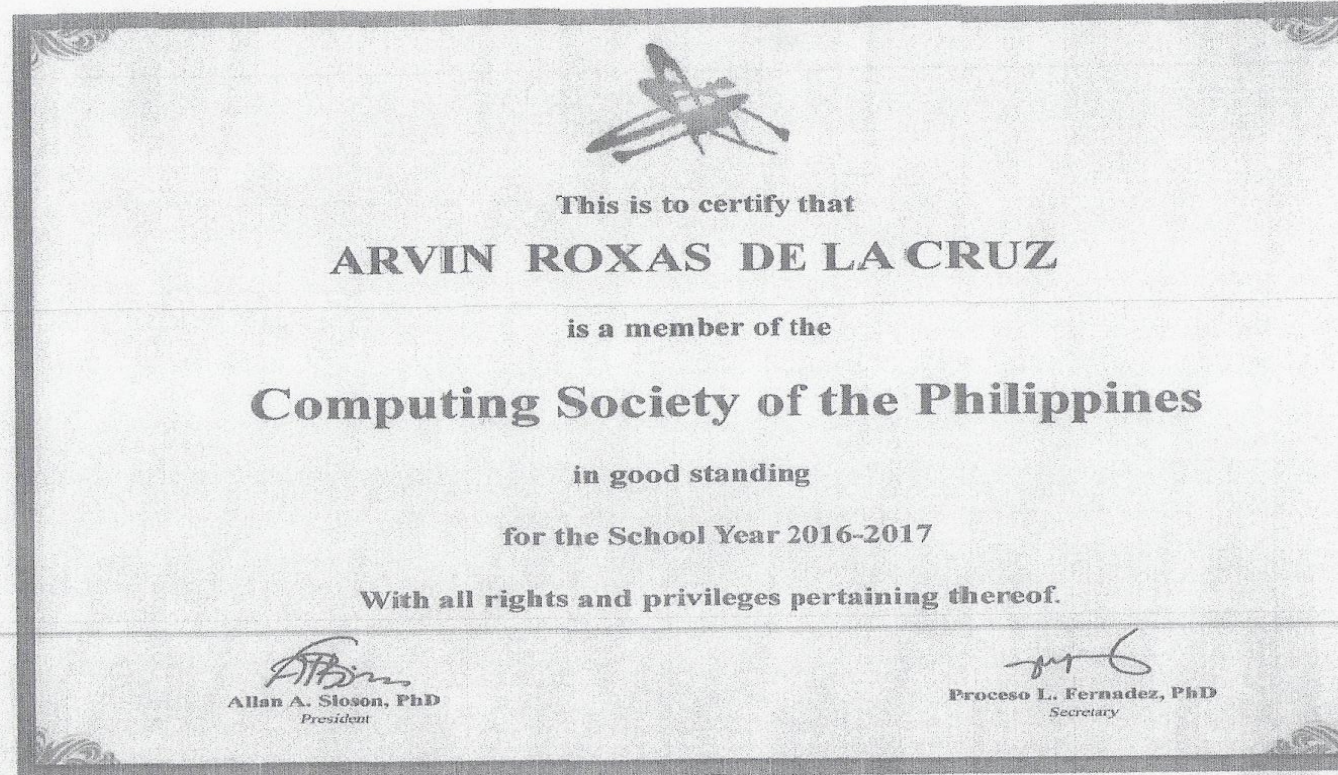 This is to certify that
ARVIN ROXAS DE LA CRUZ
is a member of the
Computing Society of the Philippines
in good standing
for the School Year 2016-2017
With all rights and privileges pertaining thereof.
Allan A. Sioson, PhD
President
Proceso L. Fernadez, PhD
Secretary